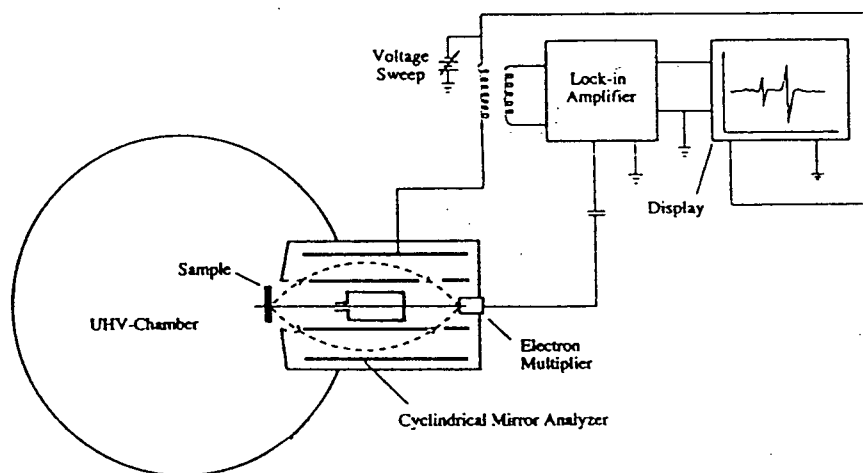 Voltage
Sweep
Lock-in
Amplifier
Display
Sample
UHV-Chamber
Electron
Multiplier
Cyclindrical Mirror Analyzer